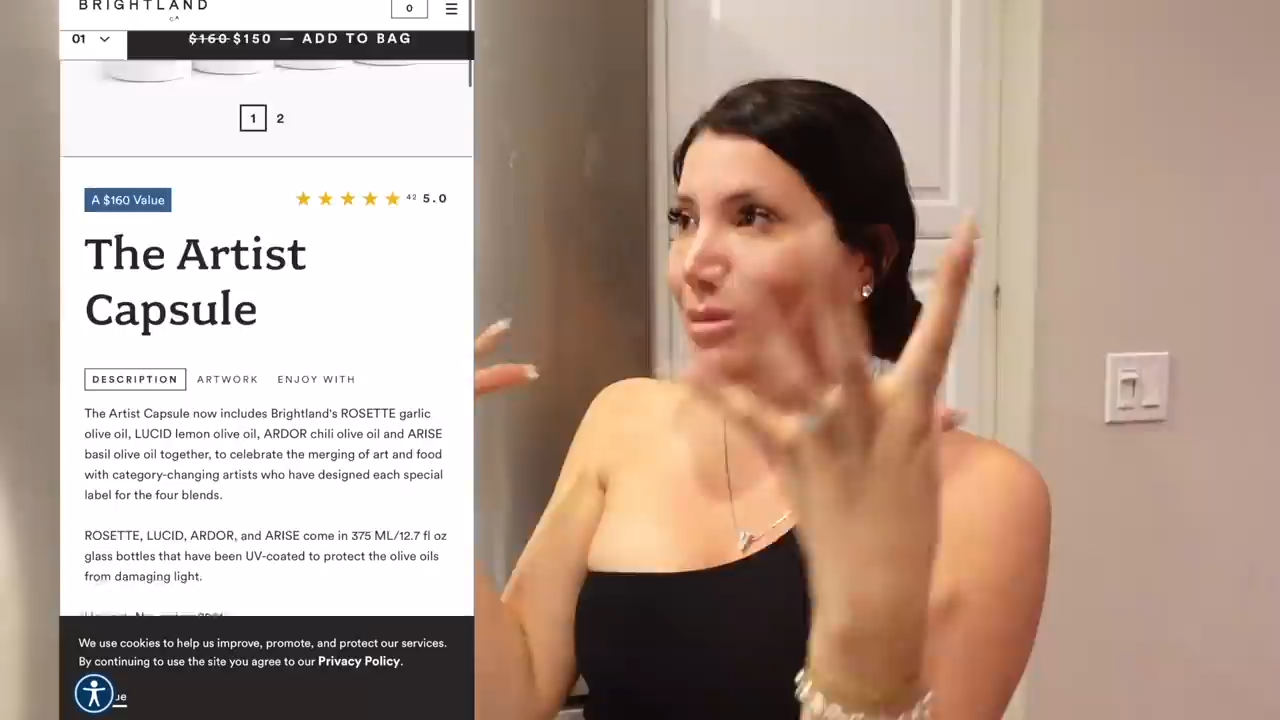 BRIGHTLAND
CA
0
01
$160 $150 — ADD TO BAG
1 2
A $160 Value
42 5.0
The Artist
Capsule
DESCRIPTION ARTWORK ENJOY WITH
The Artist Capsule now includes Brightland's ROSETTE garlic
olive oil, LUCID lemon olive oil, ARDOR chili olive oil and ARISE
basil olive oil together, to celebrate the merging of art and food
with category-changing artists who have designed each special
label for the four blends.
ROSETTE, LUCID, ARDOR, and ARISE come in 375 ML/12.7 fl oz
glass bottles that have been UV-coated to protect the olive oils
from damaging light.
We use cookies to help us improve, promote, and protect our services.
By continuing to use the site you agree to our Privacy Policy.